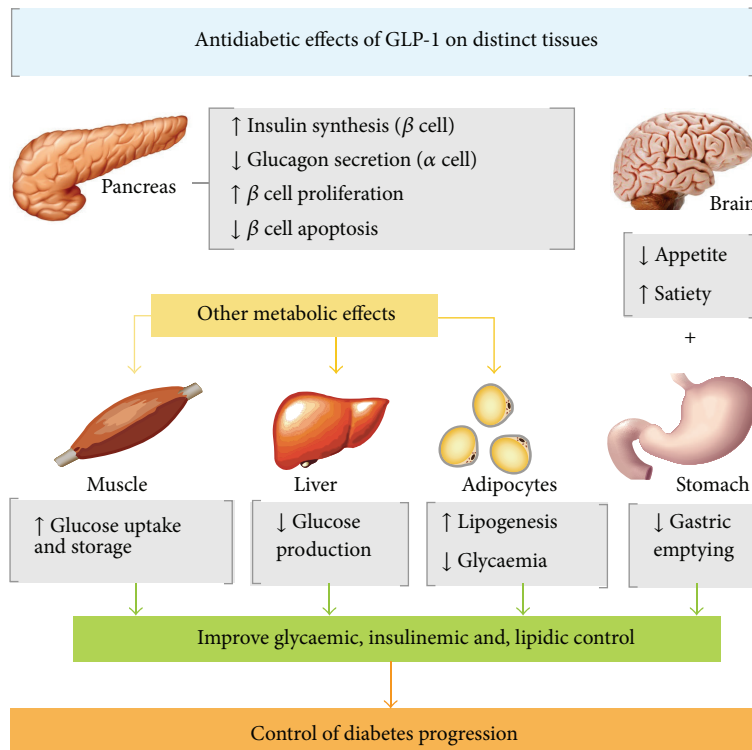 Antidiabetic effects of GLP-1 on distinct tissues
Pancreas
↑ Insulin synthesis (β cell)
↓ Glucagon secretion (α cell)
↑ β cell proliferation
↓ β cell apoptosis
Brain
↓ Appetite
↑ Satiety
+
Other metabolic effects
Muscle
↑ Glucose uptake
and storage
Liver
↓ Glucose
production
Adipocytes
↑ Lipogenesis
↓ Glycaemia
Stomach
↓ Gastric
emptying
Improve glycaemic, insulinemic and, lipidic control
Control of diabetes progression